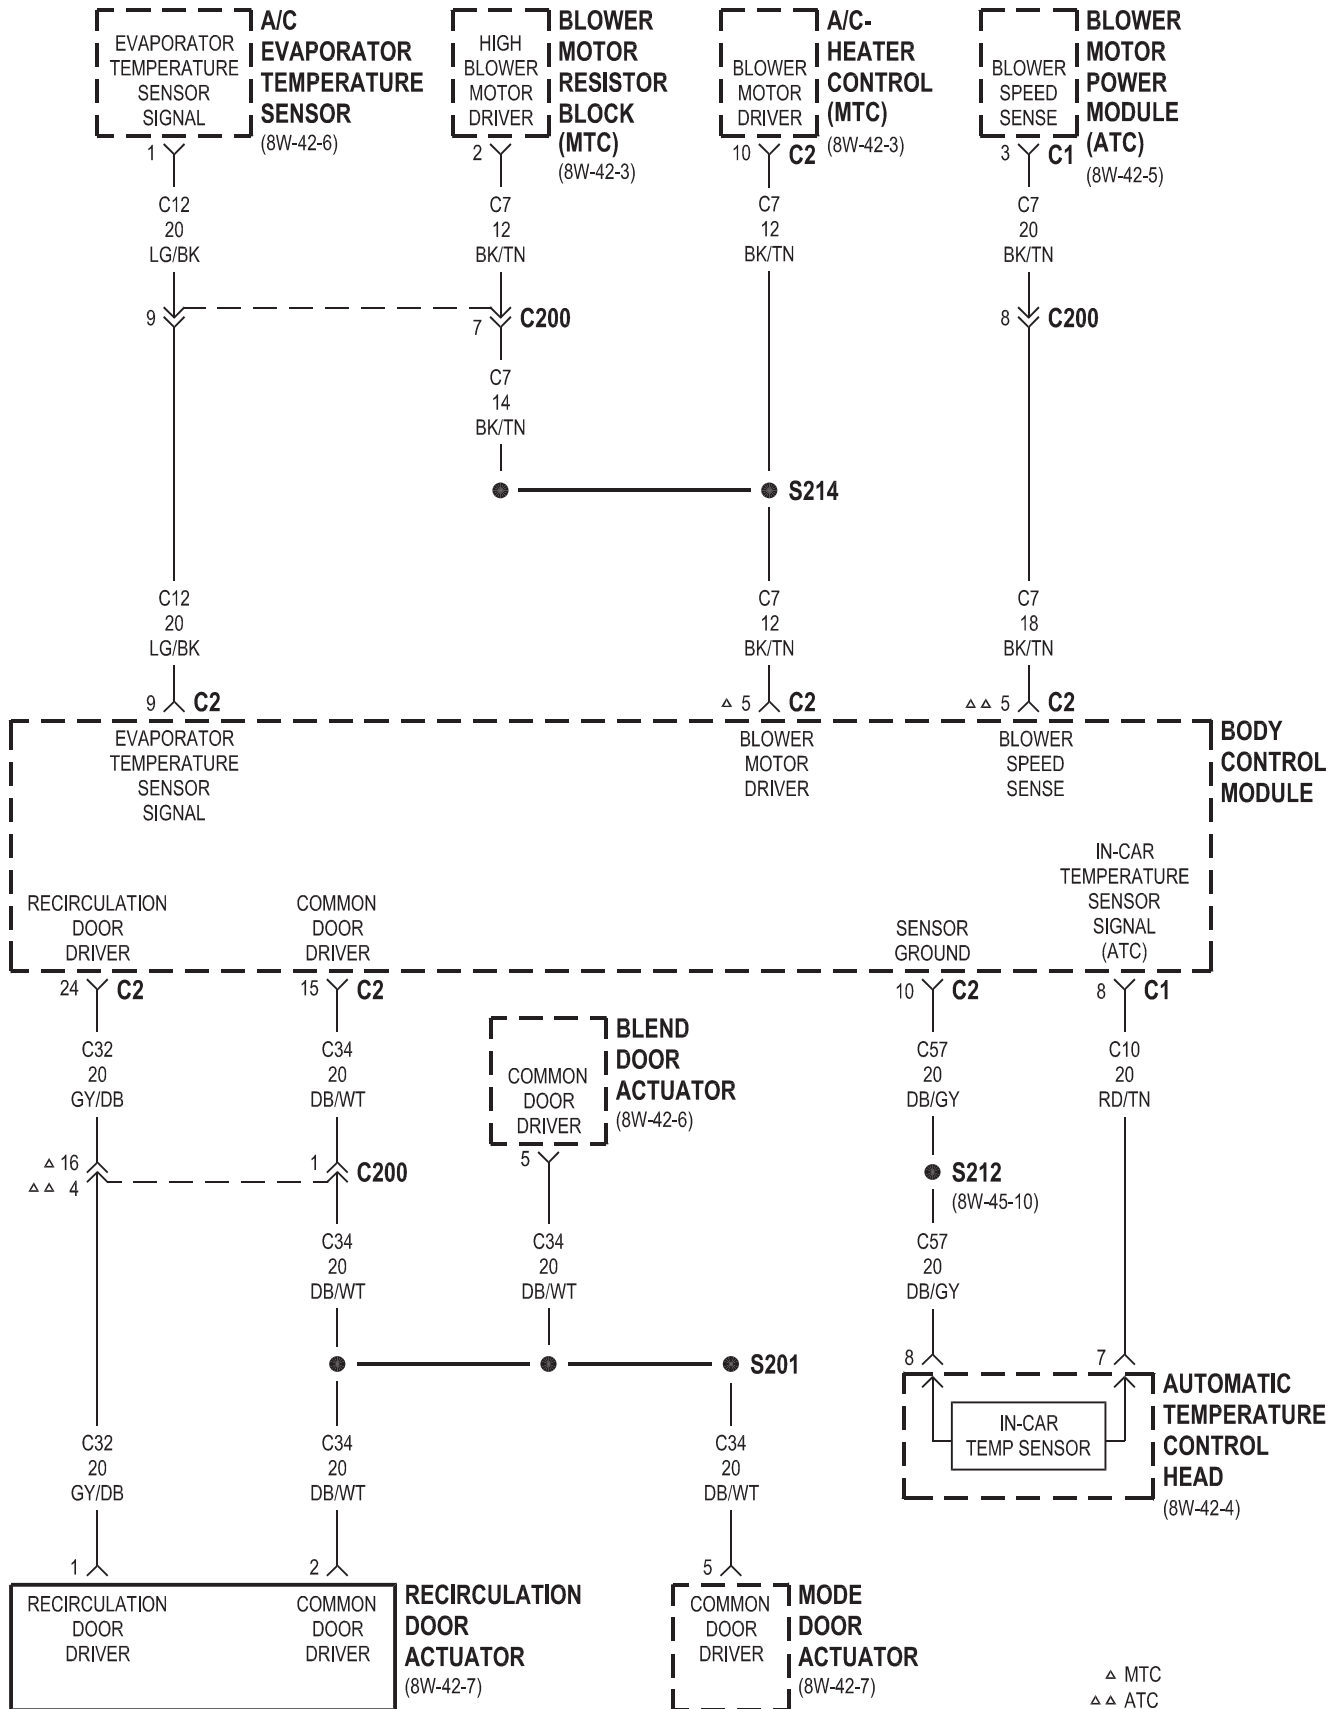 EVAPORATOR
TEMPERATURE
SENSOR
SIGNAL
A/C
EVAPORATOR
TEMPERATURE
SENSOR
(8W-42-6)
HIGH
BLOWER
MOTOR
DRIVER
BLOWER
MOTOR
RESISTOR
BLOCK
(MTC)
(8W-42-3)
BLOWER
MOTOR
DRIVER
A/C-
HEATER
CONTROL
(MTC)
(8W-42-3)
BLOWER
SPEED
SENSE
BLOWER
MOTOR
POWER
MODULE
(ATC)
(8W-42-5)
1
2
10 C2
3 C1
C12
20
LG/BK
C7
12
BK/TN
C7
12
BK/TN
C7
20
BK/TN
9
7 C200
8 C200
C7
14
BK/TN
S214
C12
20
LG/BK
C7
12
BK/TN
C7
18
BK/TN
9 C2
△ 5 C2
△△ 5 C2
EVAPORATOR
TEMPERATURE
SENSOR
SIGNAL
BLOWER
MOTOR
DRIVER
BLOWER
SPEED
SENSE
BODY
CONTROL
MODULE
RECIRCULATION
DOOR
DRIVER
COMMON
DOOR
DRIVER
SENSOR
GROUND
IN-CAR
TEMPERATURE
SENSOR
SIGNAL
(ATC)
24 C2
15 C2
10 C2
8 C1
C32
20
GY/DB
C34
20
DB/WT
COMMON
DOOR
DRIVER
BLEND
DOOR
ACTUATOR
(8W-42-6)
C57
20
DB/GY
C10
20
RD/TN
△ 16
△△ 4
1 C200
5
S212
(8W-45-10)
C34
20
DB/WT
C34
20
DB/WT
C57
20
DB/GY
S201
8
7
IN-CAR
TEMP SENSOR
AUTOMATIC
TEMPERATURE
CONTROL
HEAD
(8W-42-4)
C32
20
GY/DB
C34
20
DB/WT
C34
20
DB/WT
1
2
5
RECIRCULATION
DOOR
DRIVER
COMMON
DOOR
DRIVER
RECIRCULATION
DOOR
ACTUATOR
(8W-42-7)
COMMON
DOOR
DRIVER
MODE
DOOR
ACTUATOR
(8W-42-7)
△ MTC
△△ ATC